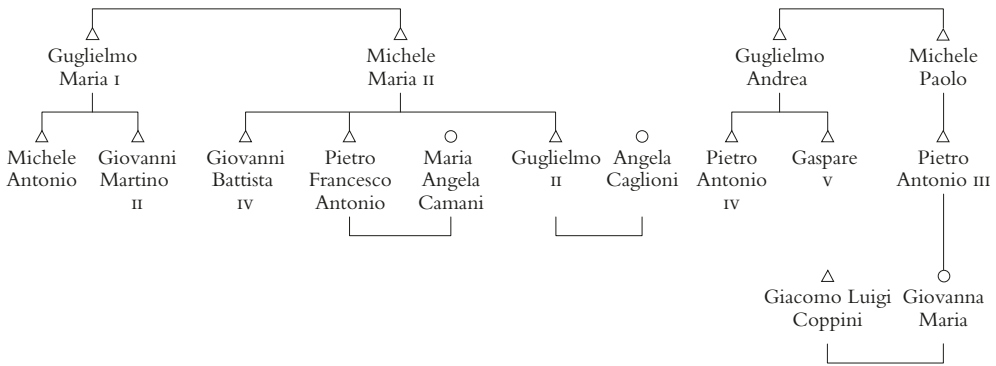 Guglielmo
Maria I
Michele
Maria II
Guglielmo
Andrea
Michele
Paolo
Michele
Antonio
Giovanni
Martino
II
Giovanni
Battista
IV
Pietro
Francesco
Antonio
Maria
Angela
Camani
Guglielmo
II
Angela
Caglioni
Pietro
Antonio
IV
Gaspare
V
Pietro
Antonio III
Giacomo Luigi
Coppini
Giovanna
Maria